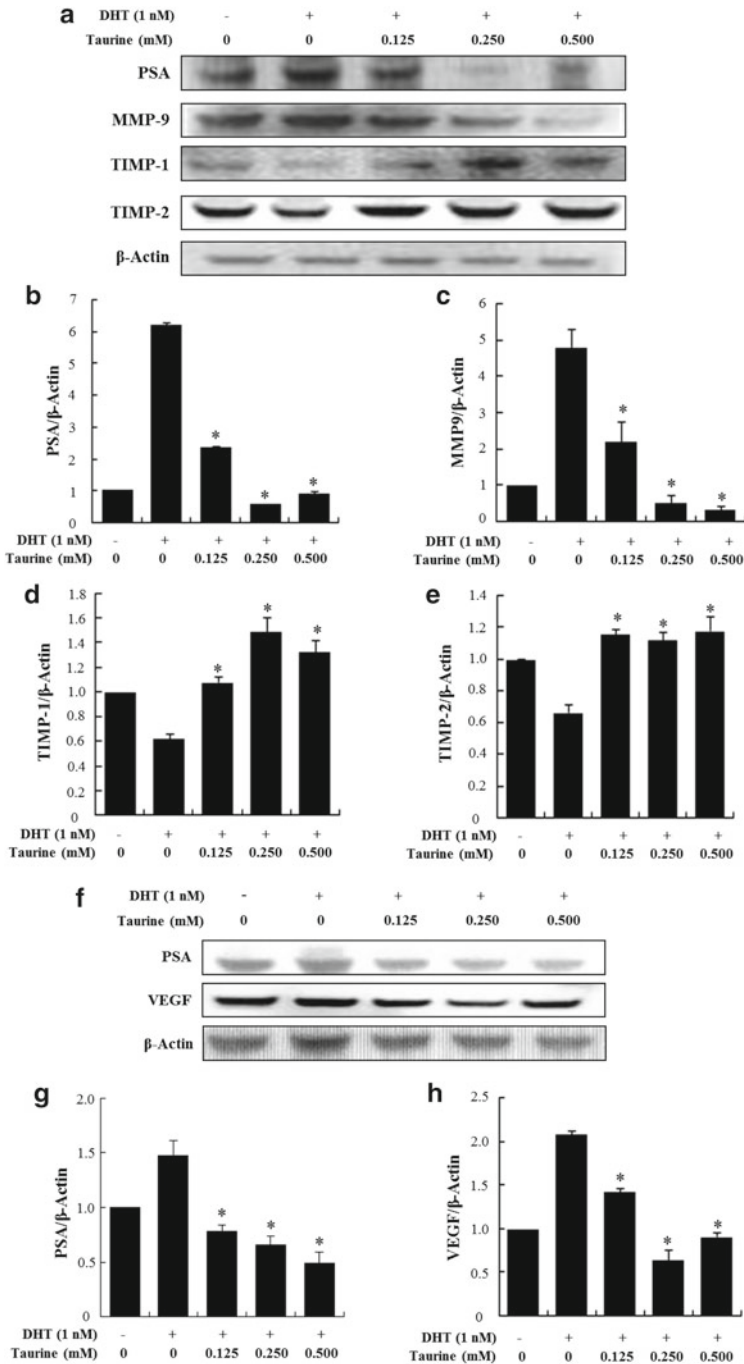 a
DHT (1 nM) - + + + +
Taurine (mM) 0 0 0.125 0.250 0.500
PSA
MMP-9
TIMP-1
TIMP-2
β-Actin
b
PSA/β-Actin
7
6
5
4
3
2
1
0
* * *
DHT (1 nM) - + + + +
Taurine (mM) 0 0 0.125 0.250 0.500
c
MMP9/β-Actin
6
5
4
3
2
1
0
* * *
DHT (1 nM) - + + + +
Taurine (mM) 0 0 0.125 0.250 0.500
d
TIMP-1/β-Actin
1.8
1.6
1.4
1.2
1.0
0.8
0.6
0.4
0.2
0
* * *
DHT (1 nM) - + + + +
Taurine (mM) 0 0 0.125 0.250 0.500
e
TIMP-2/β-Actin
1.4
1.2
1.0
0.8
0.6
0.4
0.2
0
* * *
DHT (1 nM) - + + + +
Taurine (mM) 0 0 0.125 0.250 0.500
f
DHT (1 nM) - + + + +
Taurine (mM) 0 0 0.125 0.250 0.500
PSA
VEGF
β-Actin
g
PSA/β-Actin
2.0
1.5
1.0
0.5
0
* * *
DHT (1 nM) - + + + +
Taurine (mM) 0 0 0.125 0.250 0.500
h
VEGF/β-Actin
2.5
2.0
1.5
1.0
0.5
0.0
* * *
DHT (1 nM) - + + + +
Taurine (mM) 0 0 0.125 0.250 0.500